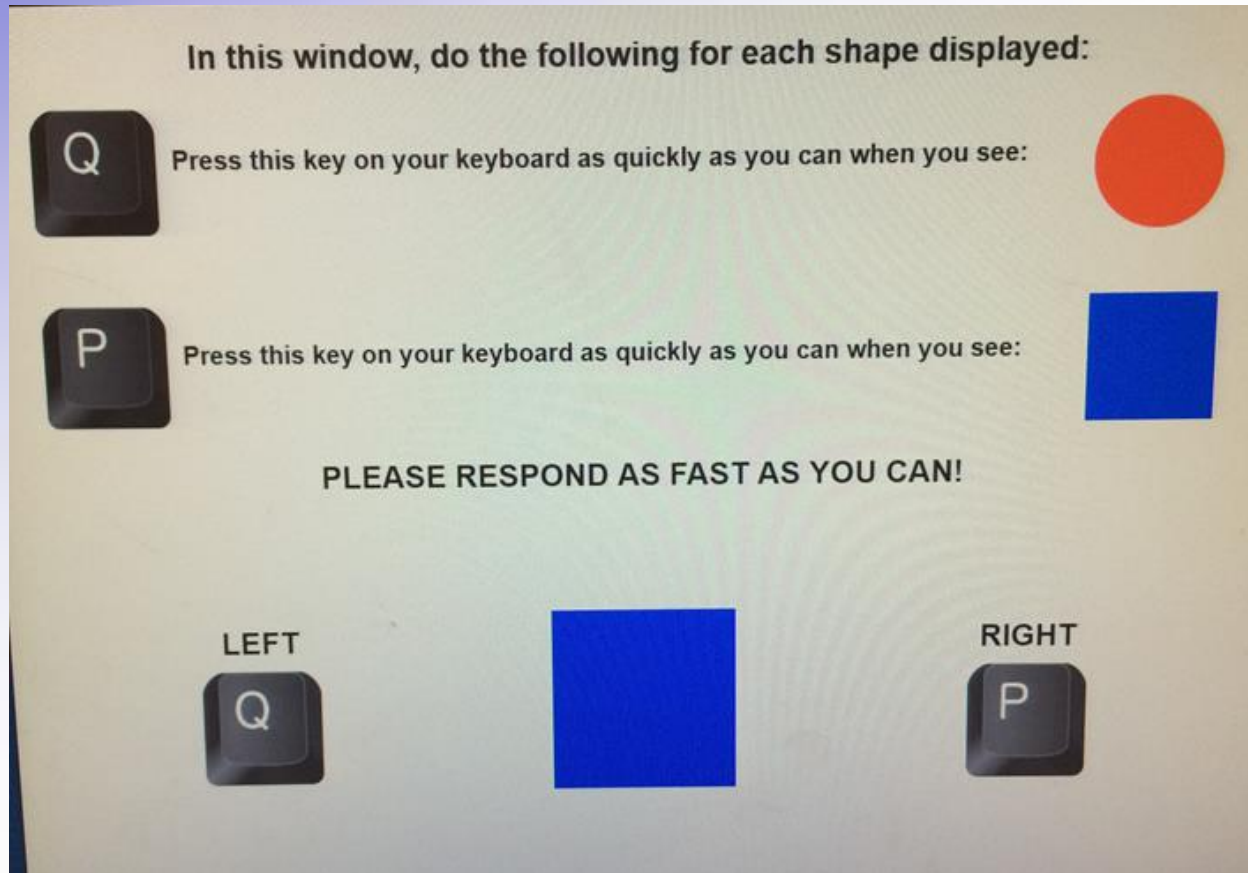 In this window, do the following for each shape displayed:
Q
Press this key on your keyboard as quickly as you can when you see:
P
Press this key on your keyboard as quickly as you can when you see:
PLEASE RESPOND AS FAST AS YOU CAN!
LEFT
Q
RIGHT
P